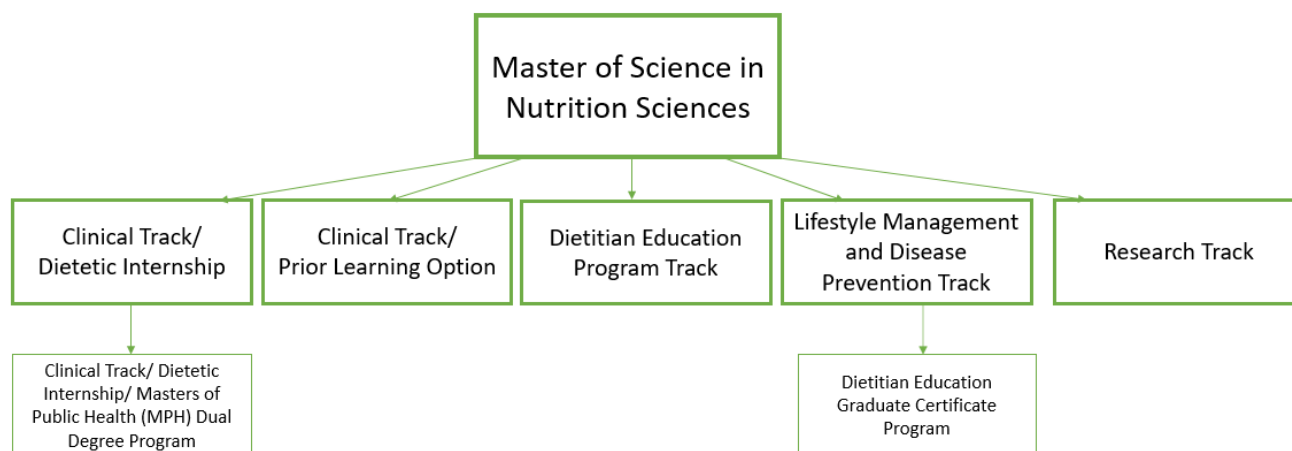 Master of Science in
Nutrition Sciences
Clinical Track/
Dietetic Internship
Clinical Track/
Prior Learning Option
Dietitian Education
Program Track
Lifestyle Management
and Disease
Prevention Track
Research Track
Clinical Track/ Dietetic
Internship/ Masters of
Public Health (MPH) Dual
Degree Program
Dietitian Education
Graduate Certificate
Program